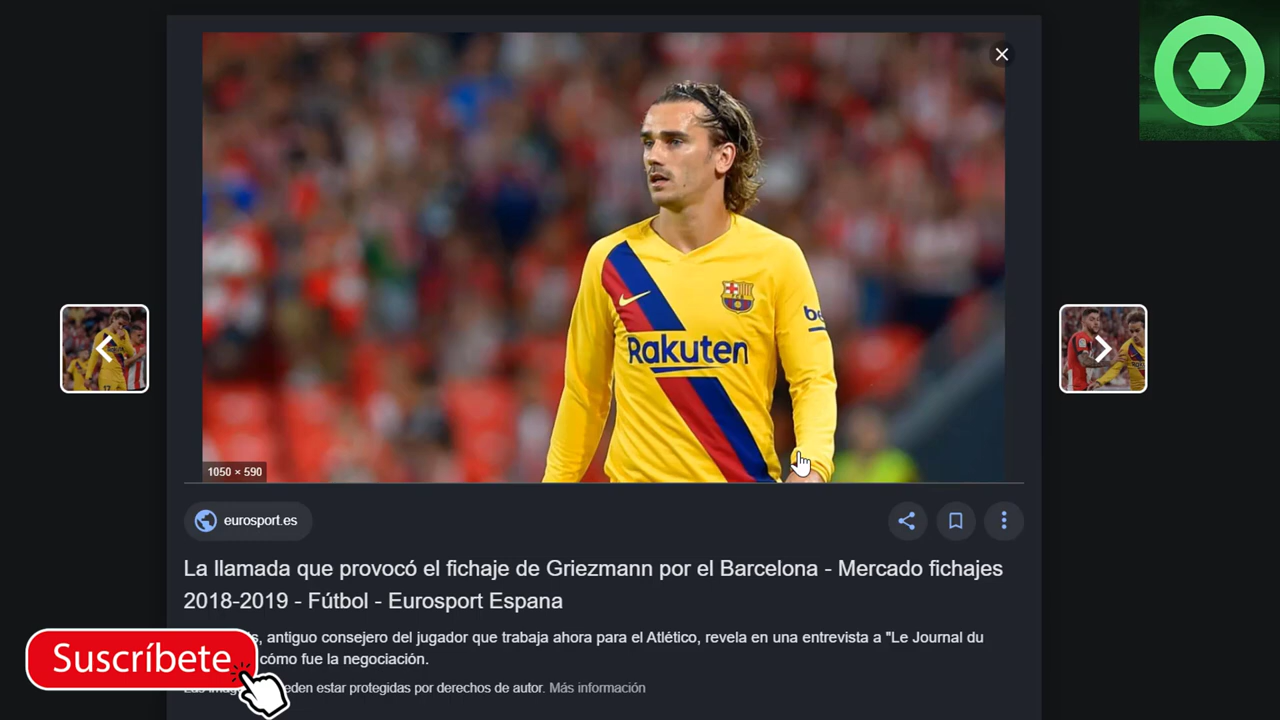 be
Rakuten
1050 × 590
eurosport.es
La llamada que provocó el fichaje de Griezmann por el Barcelona - Mercado fichajes
2018-2019 - Fútbol - Eurosport Espana
antiguo consejero del jugador que trabaja ahora para el Atlético, revela en una entrevista a "Le Journal du
cómo fue la negociación.
Suscríbete
protegidas por derechos de autor. Más información